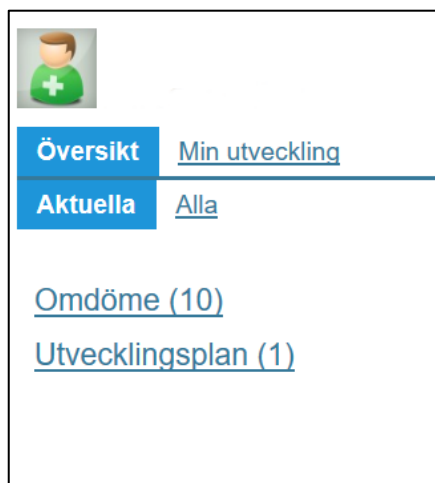 Översikt Min utveckling
Aktuella Alla
Omdöme (10)
Utvecklingsplan (1)